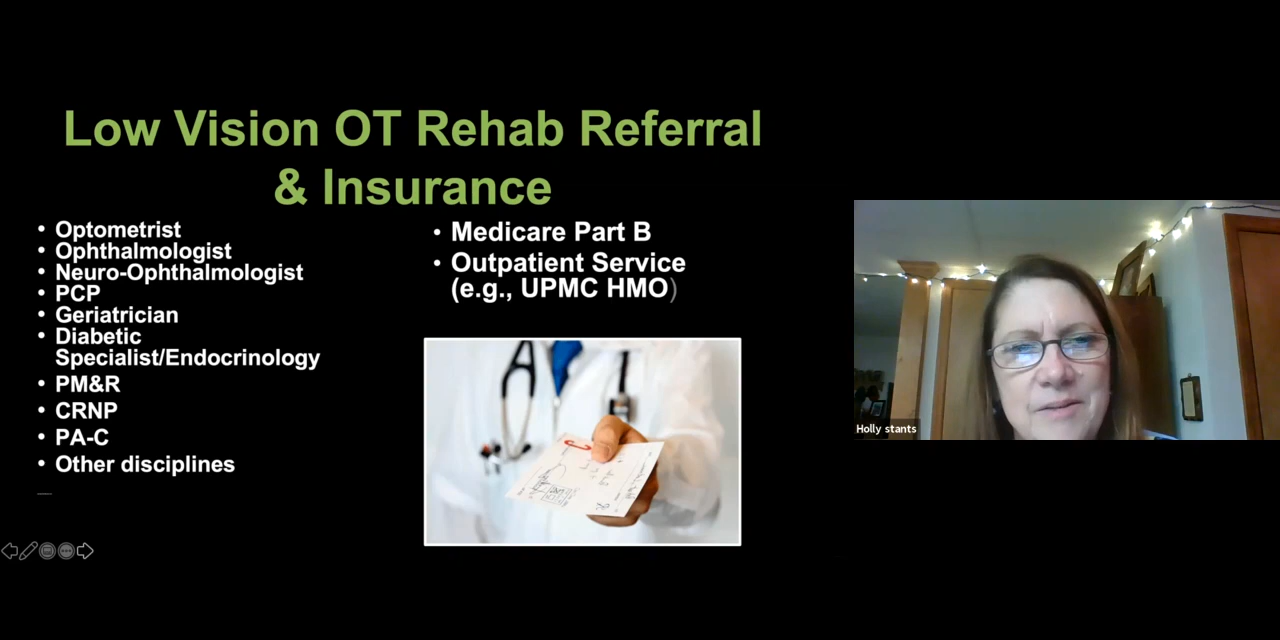 Low Vision OT Rehab Referral
& Insurance
• Optometrist
• Ophthalmologist
• Neuro-Ophthalmologist
• PCP
• Geriatrician
• Diabetic
Specialist/Endocrinology
• PM&R
• CRNP
• PA-C
• Other disciplines
• Medicare Part B
• Outpatient Service
(e.g., UPMC HMO)
Holly stants